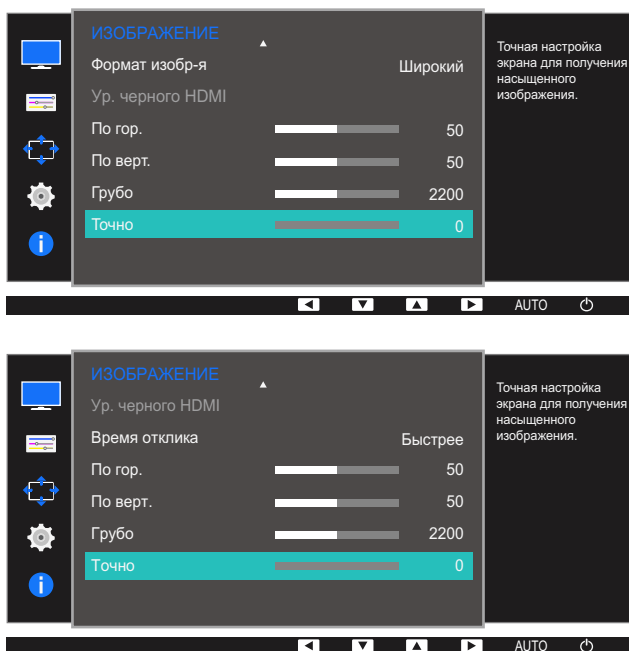 ИЗОБРАЖЕНИЕ
Формат изобр-я Широкий
Ур. черного HDMI
По гор. 50
По верт. 50
Грубо 2200
Точно 0
Точная настройка
экрана для получения
насыщенного
изображения.
AUTO
ИЗОБРАЖЕНИЕ
Ур. черного HDMI
Время отклика Быстрее
По гор. 50
По верт. 50
Грубо 2200
Точно 0
Точная настройка
экрана для получения
насыщенного
изображения.
AUTO